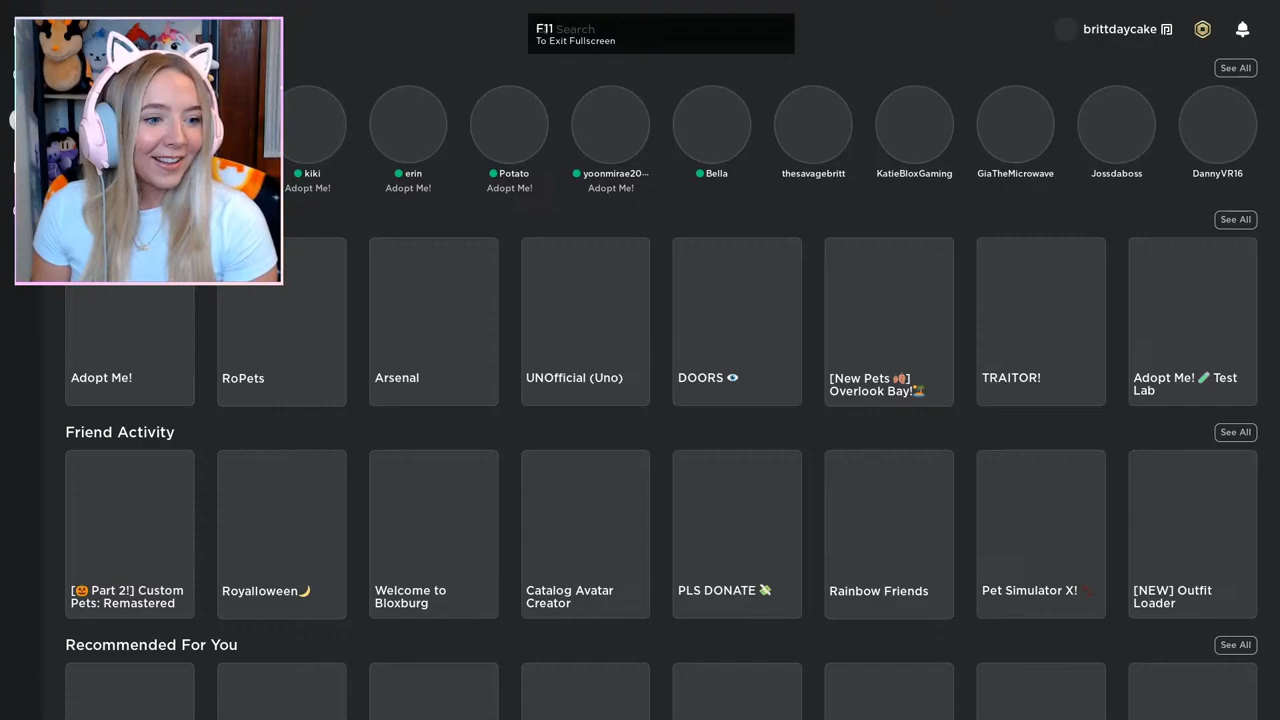 F11 Search
To Exit Fullscreen
brittdaycake
See All
kiki
erin
Potato
yoonmirae20...
Bella
thesavagebritt
KatieBloxGaming
GiaTheMicrowave
Jossdaboss
DannyVR16
Adopt Me!
Adopt Me!
Adopt Me!
Adopt Me!
See All
Adopt Me!
RoPets
Arsenal
UNOfficial (Uno)
DOORS 👁️
[New Pets 🍂]
Overlook Bay!🏝️
TRAITOR!
Adopt Me! 🧪 Test
Lab
Friend Activity
See All
[🎃 Part 2!] Custom
Pets: Remastered
Royalloween🌙
Welcome to
Bloxburg
Catalog Avatar
Creator
PLS DONATE 💸
Rainbow Friends
Pet Simulator X!
[NEW] Outfit
Loader
Recommended For You
See All